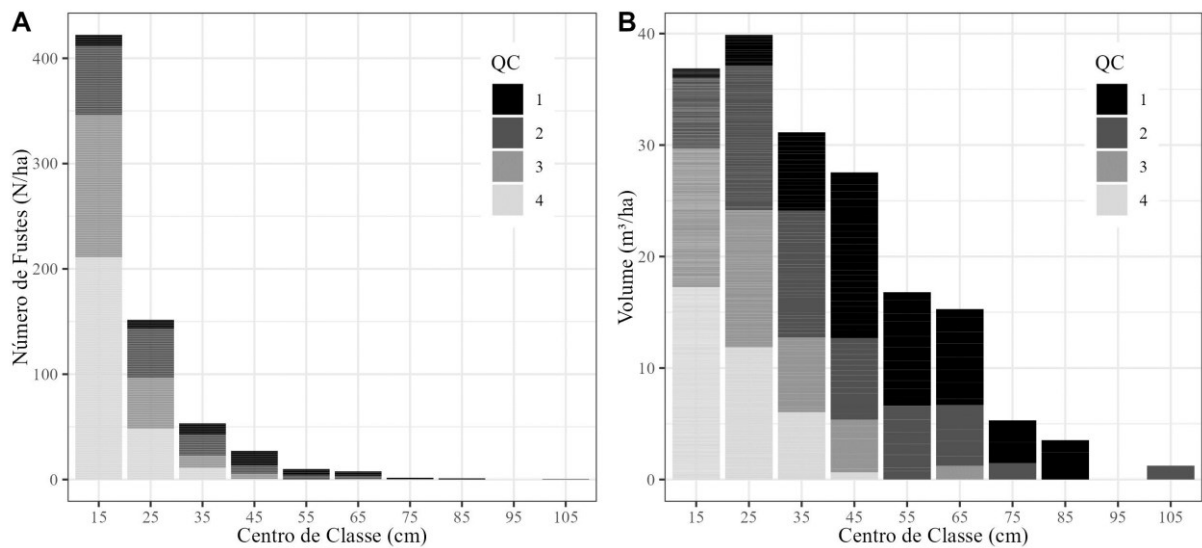 A
Número de Fustes (N/ha)
400
300
200
100
0
QC
1
2
3
4
15 25 35 45 55 65 75 85 95 105
Centro de Classe (cm)
B
Volume (m³/ha)
40
30
20
10
0
QC
1
2
3
4
15 25 35 45 55 65 75 85 95 105
Centro de Classe (cm)